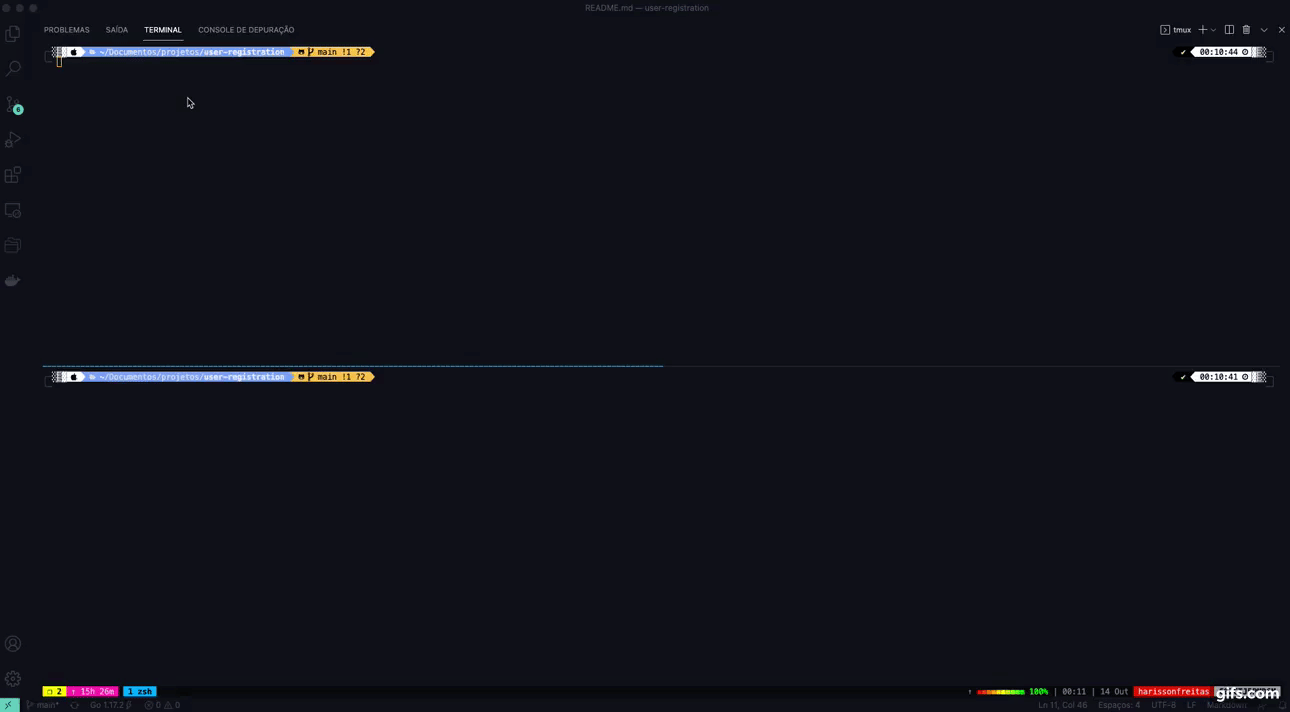 README.md — user-registration
PROBLEMAS SAÍDA TERMINAL CONSOLE DE DEPURAÇÃO tmux
~/Documentos/projetos/user-registration main !1 ?2 ✔ 00:10:44
6
~/Documentos/projetos/user-registration main !1 ?2 ✔ 00:10:41
❐ 2 ↑ 15h 26m 1 zsh ↑ 100% | 00:11 | 14 Out harissonfreitas
gifs.com
main* Go 1.17.2 0 0 Ln 11, Col 46 Espaços: 4 UTF-8 LF Markdown